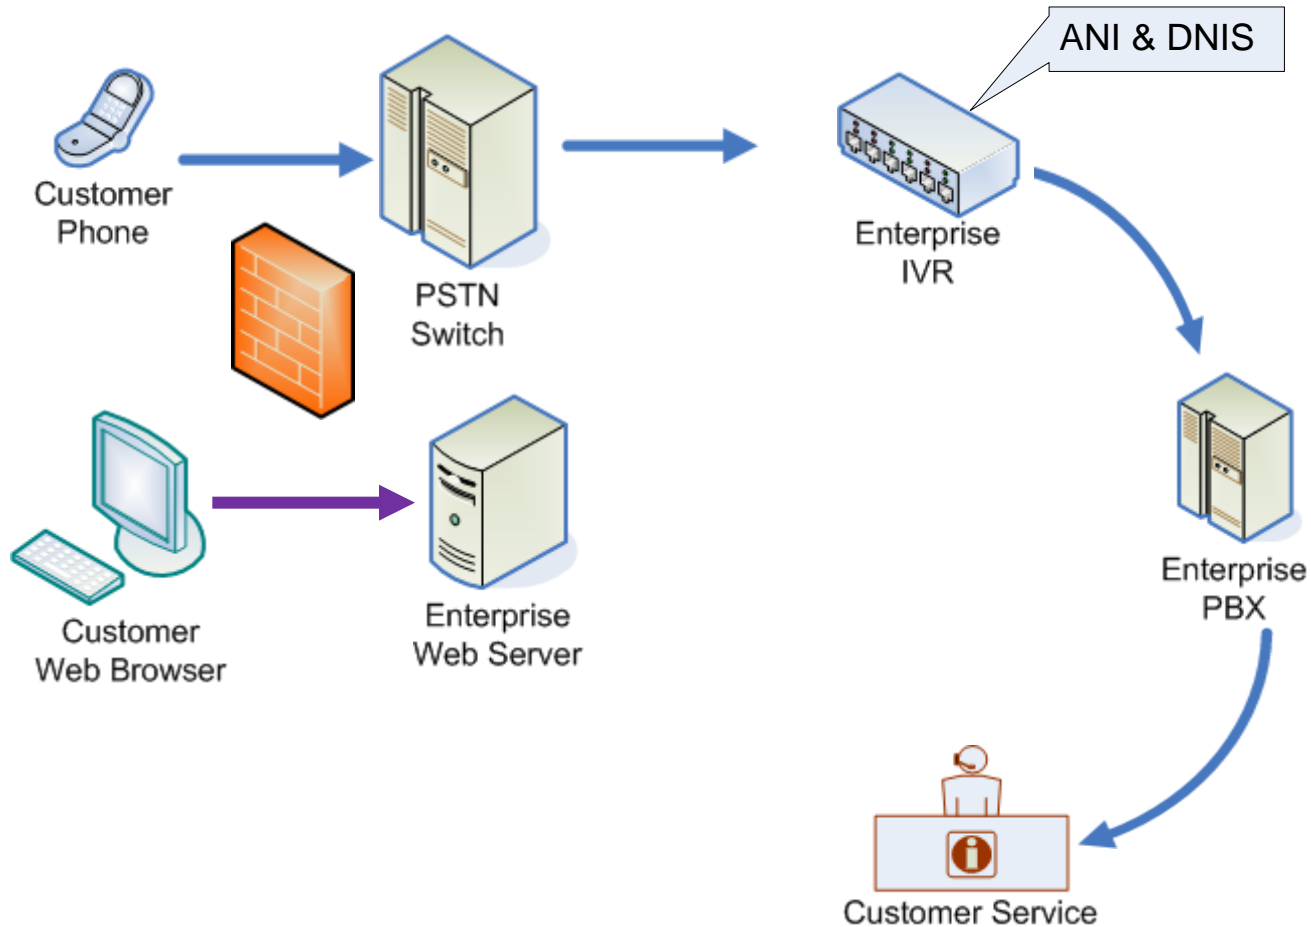 ANI & DNIS
Customer
Phone
PSTN
Switch
Enterprise
IVR
Customer
Web Browser
Enterprise
Web Server
Enterprise
PBX
Customer Service